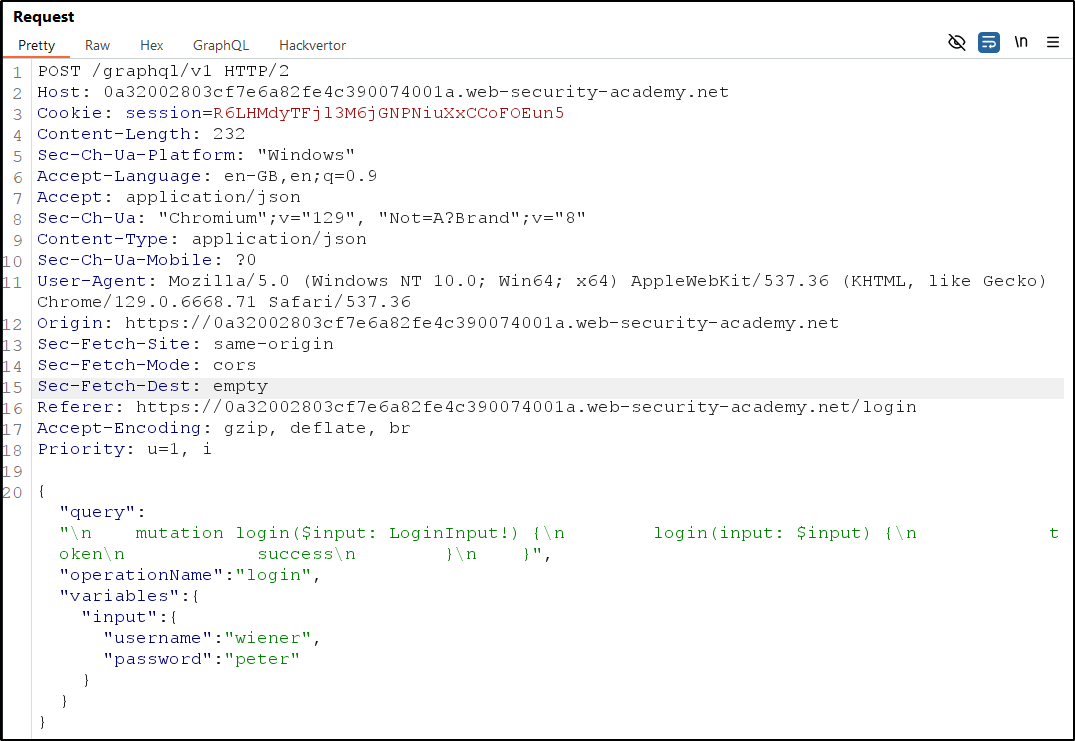 Request
Pretty Raw Hex GraphQL Hackvertor \n
1 POST /graphql/v1 HTTP/2
2 Host: 0a32002803cf7e6a82fe4c390074001a.web-security-academy.net
3 Cookie: session=R6LHMdyTFjl3M6jGNPNiuXxCCoFOEun5
4 Content-Length: 232
5 Sec-Ch-Ua-Platform: "Windows"
6 Accept-Language: en-GB,en;q=0.9
7 Accept: application/json
8 Sec-Ch-Ua: "Chromium";v="129", "Not=A?Brand";v="8"
9 Content-Type: application/json
10 Sec-Ch-Ua-Mobile: ?0
11 User-Agent: Mozilla/5.0 (Windows NT 10.0; Win64; x64) AppleWebKit/537.36 (KHTML, like Gecko)
Chrome/129.0.6668.71 Safari/537.36
12 Origin: https://0a32002803cf7e6a82fe4c390074001a.web-security-academy.net
13 Sec-Fetch-Site: same-origin
14 Sec-Fetch-Mode: cors
15 Sec-Fetch-Dest: empty
16 Referer: https://0a32002803cf7e6a82fe4c390074001a.web-security-academy.net/login
17 Accept-Encoding: gzip, deflate, br
18 Priority: u=1, i
19
20 {
"query":
"\n    mutation login($input: LoginInput!) {\n        login(input: $input) {\n            t
oken\n            success\n        }\n    }",
"operationName":"login",
"variables":{
"input":{
"username":"wiener",
"password":"peter"
}
}
}